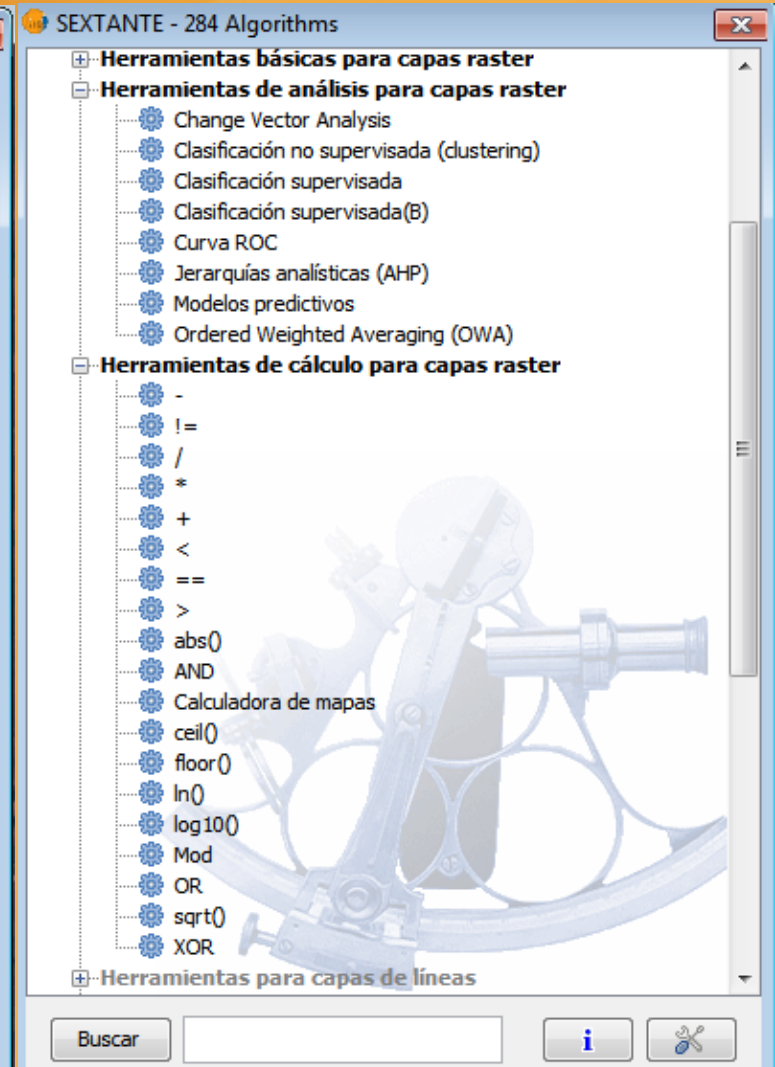 SEXTANTE - 284 Algorithms
Herramientas básicas para capas raster
Herramientas de análisis para capas raster
Change Vector Analysis
Clasificación no supervisada (clustering)
Clasificación supervisada
Clasificación supervisada(B)
Curva ROC
Jerarquías analísticas (AHP)
Modelos predictivos
Ordered Weighted Averaging (OWA)
Herramientas de cálculo para capas raster
-
!=
/
*
+
<
==
>
abs()
AND
Calculadora de mapas
ceil()
floor()
ln()
log10()
Mod
OR
sqrt()
XOR
Herramientas para capas de líneas
Buscar
i